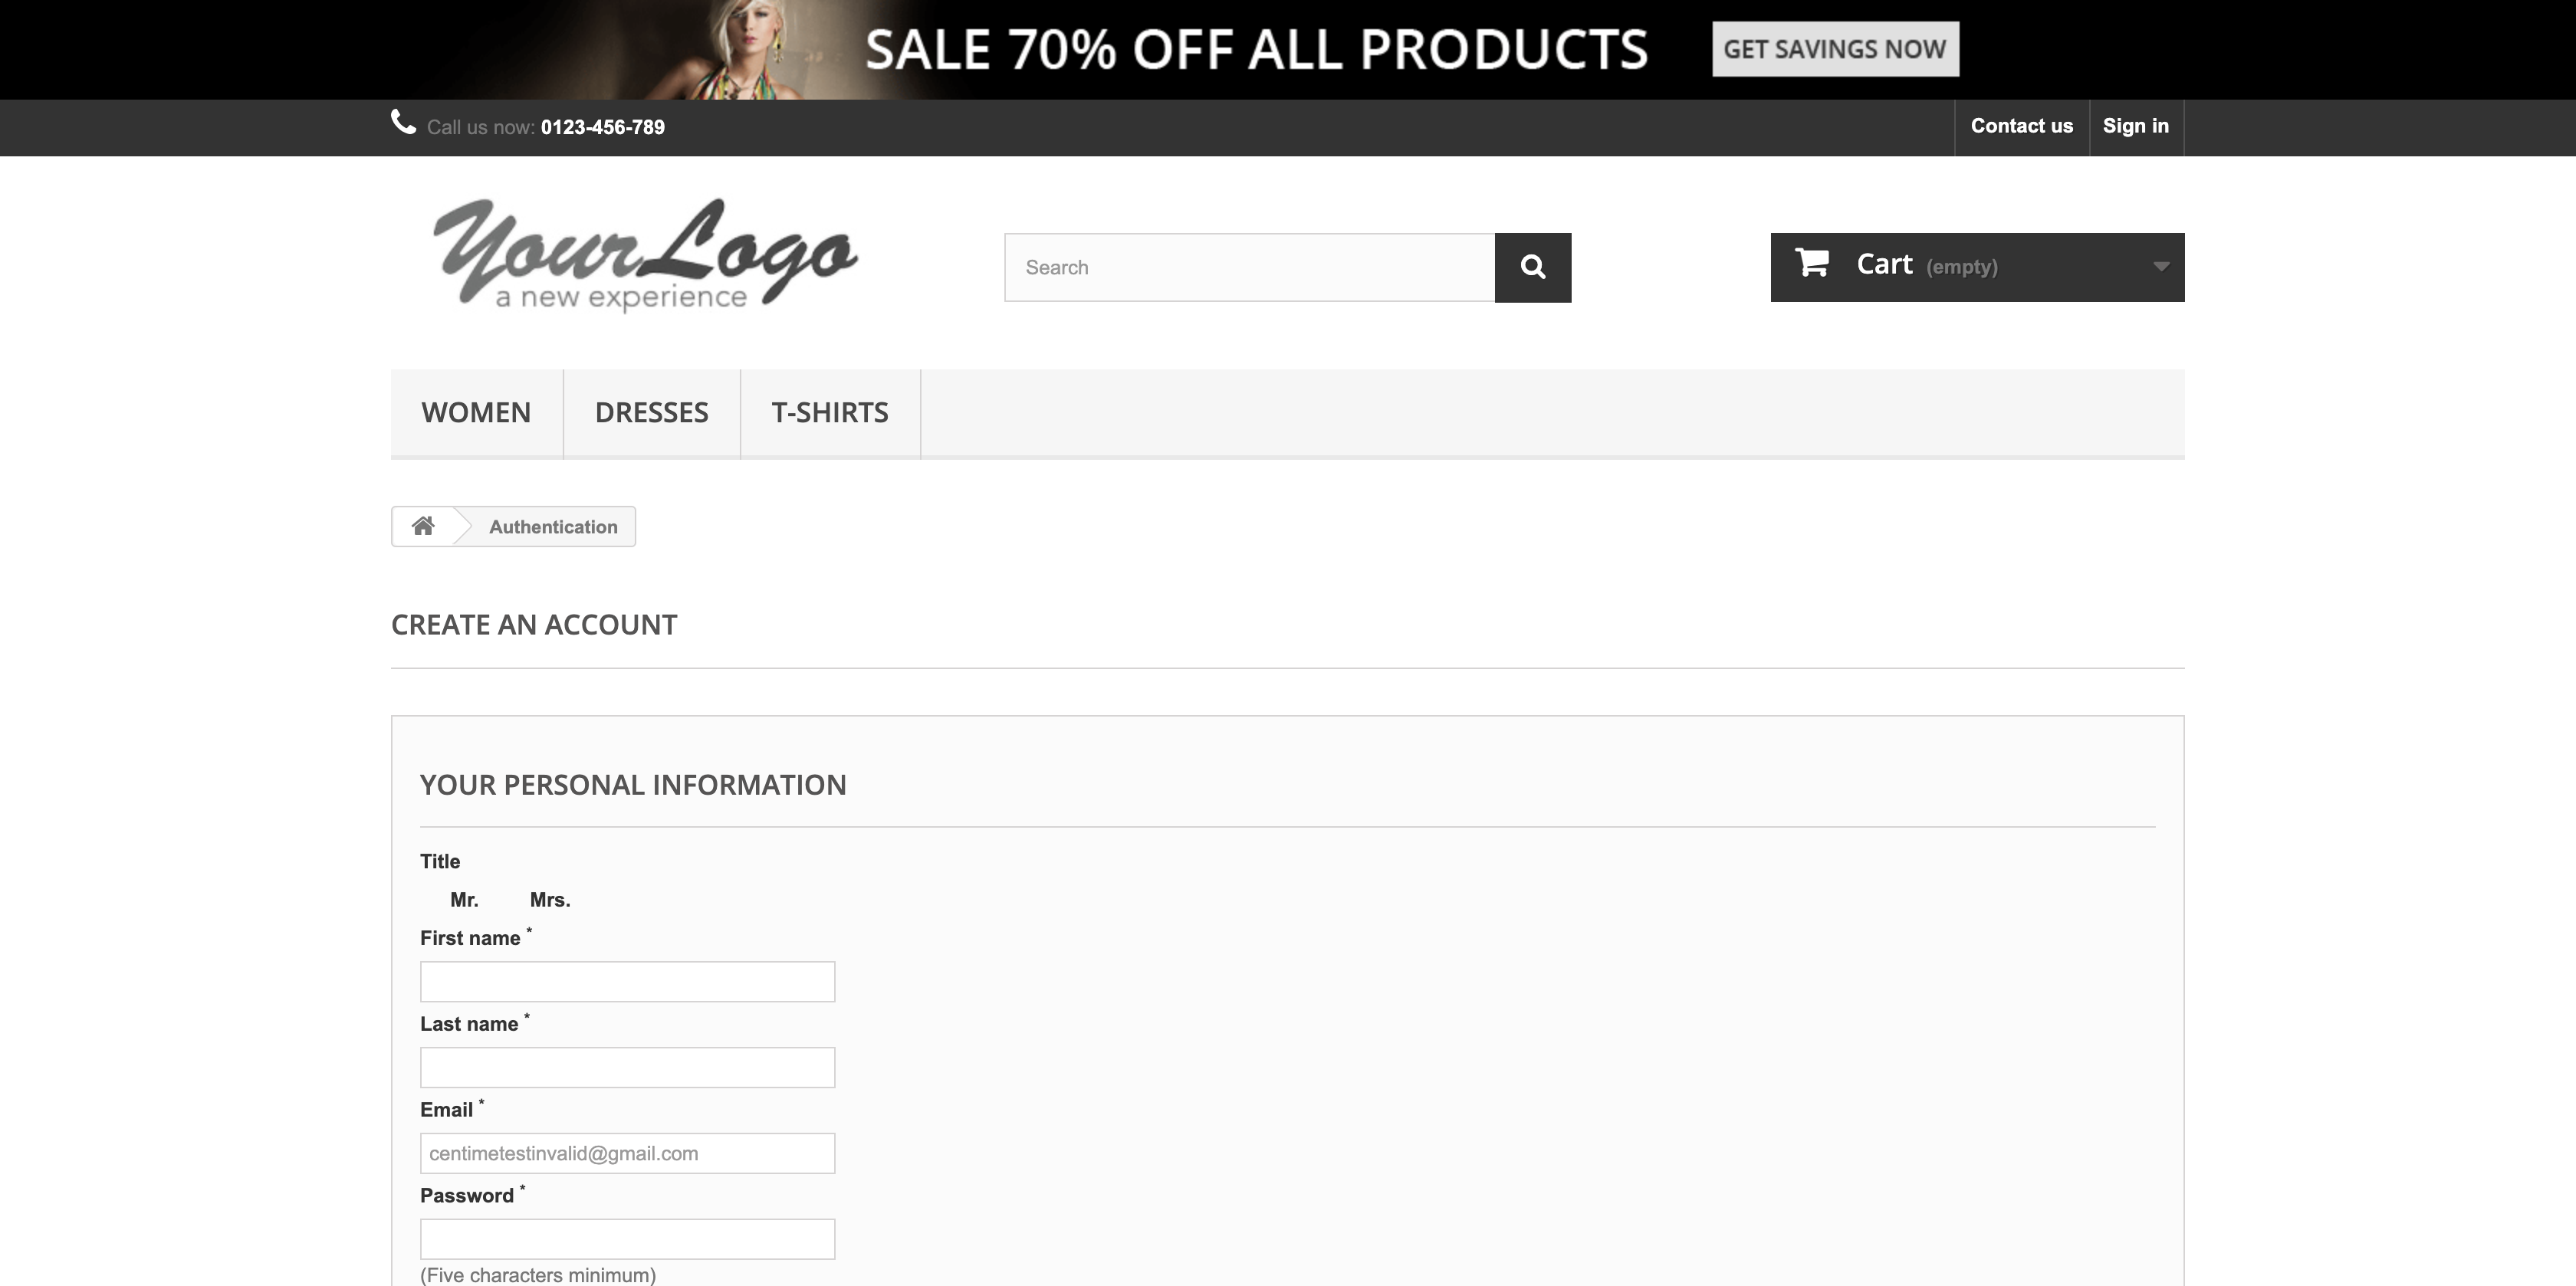 SALE 70% OFF ALL PRODUCTS GET SAVINGS NOW
Call us now: 0123-456-789 Contact us Sign in
YourLogo
a new experience
Search
Cart (empty)
WOMEN DRESSES T-SHIRTS
Authentication
CREATE AN ACCOUNT
YOUR PERSONAL INFORMATION
Title
Mr. Mrs.
First name *
Last name *
Email *
centimetestinvalid@gmail.com
Password *
(Five characters minimum)